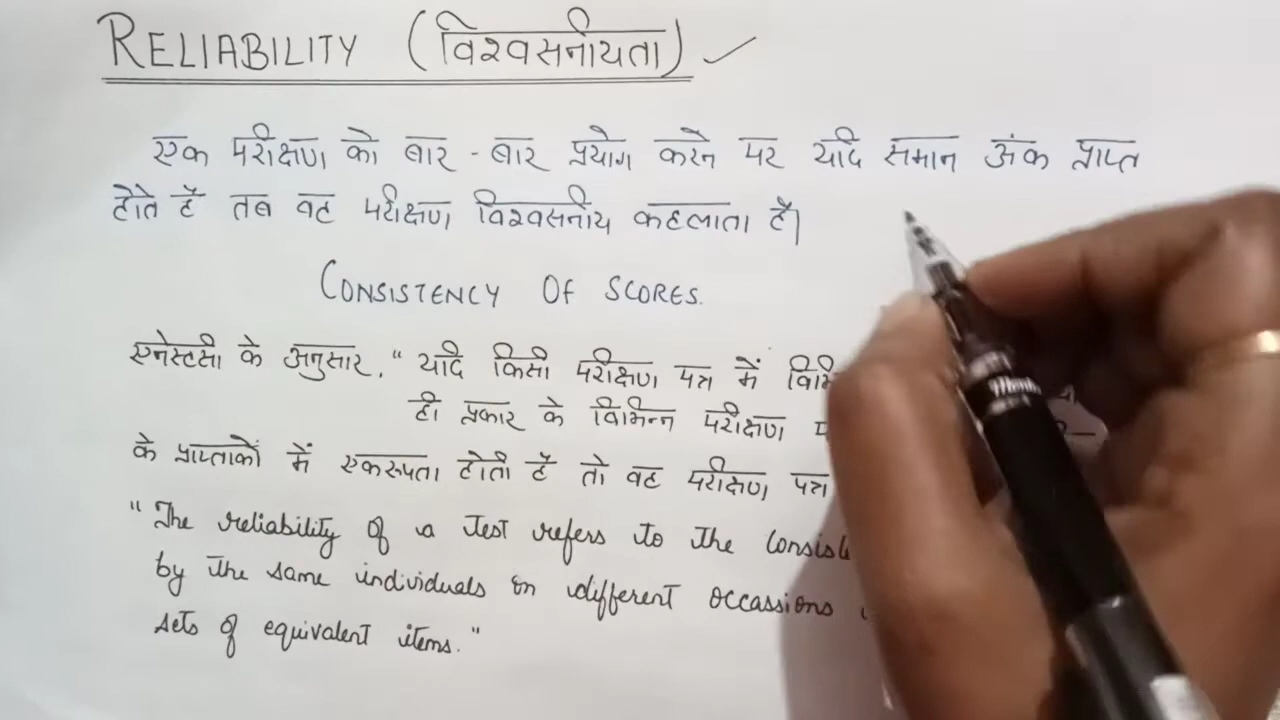 RELIABILITY (विश्वसनीयता)
एक परीक्षण को बार-बार प्रयोग करने पर यदि समान अंक प्राप्त
होते हैं तब वह परीक्षण विश्वसनीय कहलाता है।
CONSISTENCY OF SCORES.
एनेस्टसी के अनुसार, “यदि किसी परीक्षण पत्र में
ही प्रकार के विभिन्न परीक्षण
के प्राप्ताकों में एकरूपता होती है तो वह परीक्षण पत्र
“The reliability of a test refers to the
by the same individuals on different occassions
sets of equivalent items.”